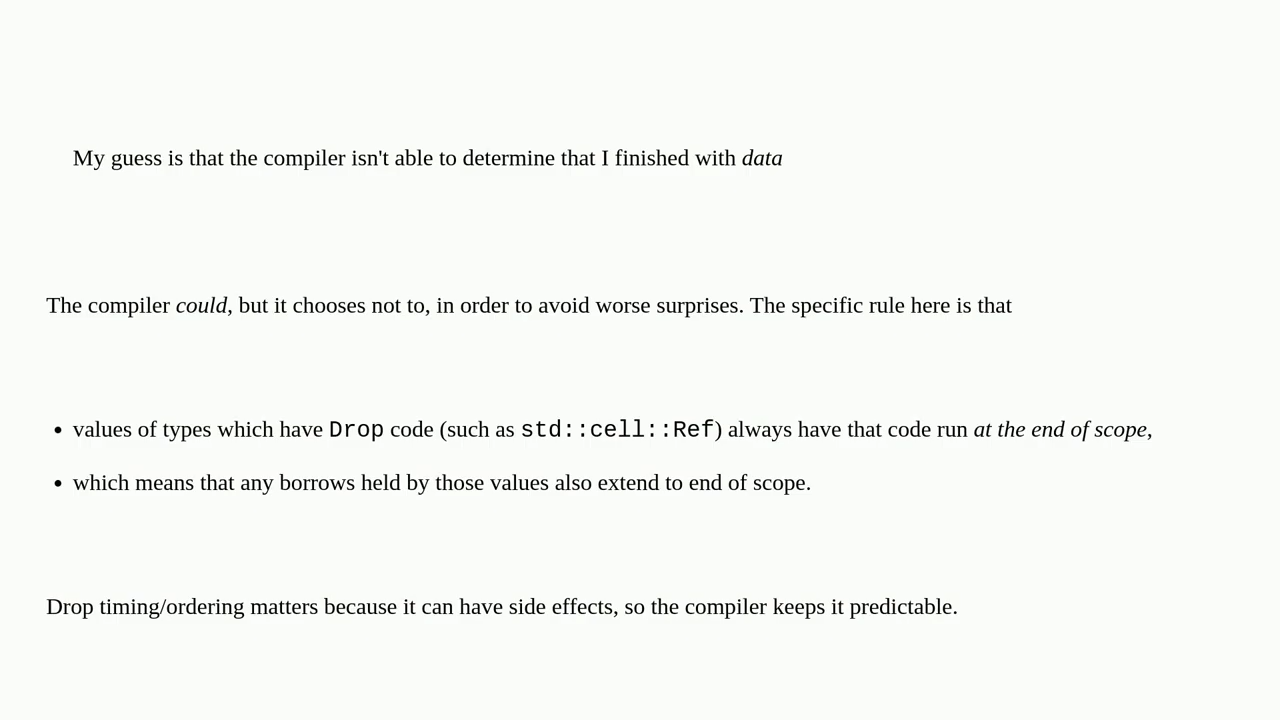 My guess is that the compiler isn't able to determine that I finished with data
The compiler could, but it chooses not to, in order to avoid worse surprises. The specific rule here is that
• values of types which have Drop code (such as std::cell::Ref) always have that code run at the end of scope,
• which means that any borrows held by those values also extend to end of scope.
Drop timing/ordering matters because it can have side effects, so the compiler keeps it predictable.